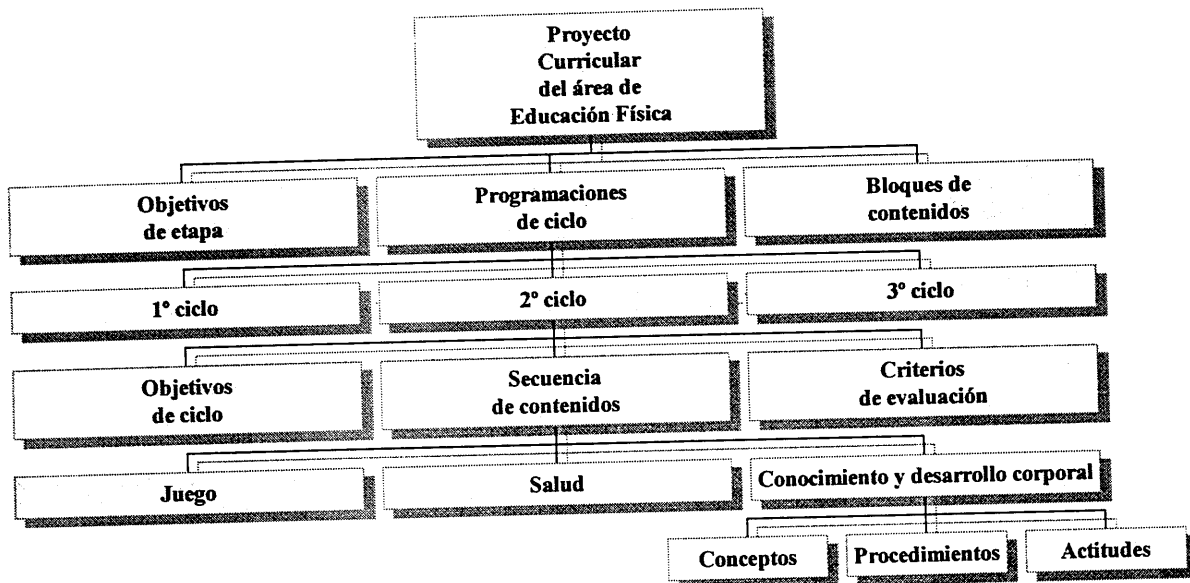 Proyecto
Curricular
del área de
Educación Física
Objetivos
de etapa
Programaciones
de ciclo
Bloques de
contenidos
1º ciclo
2º ciclo
3º ciclo
Objetivos
de ciclo
Secuencia
de contenidos
Criterios
de evaluación
Juego
Salud
Conocimiento y desarrollo corporal
Conceptos
Procedimientos
Actitudes